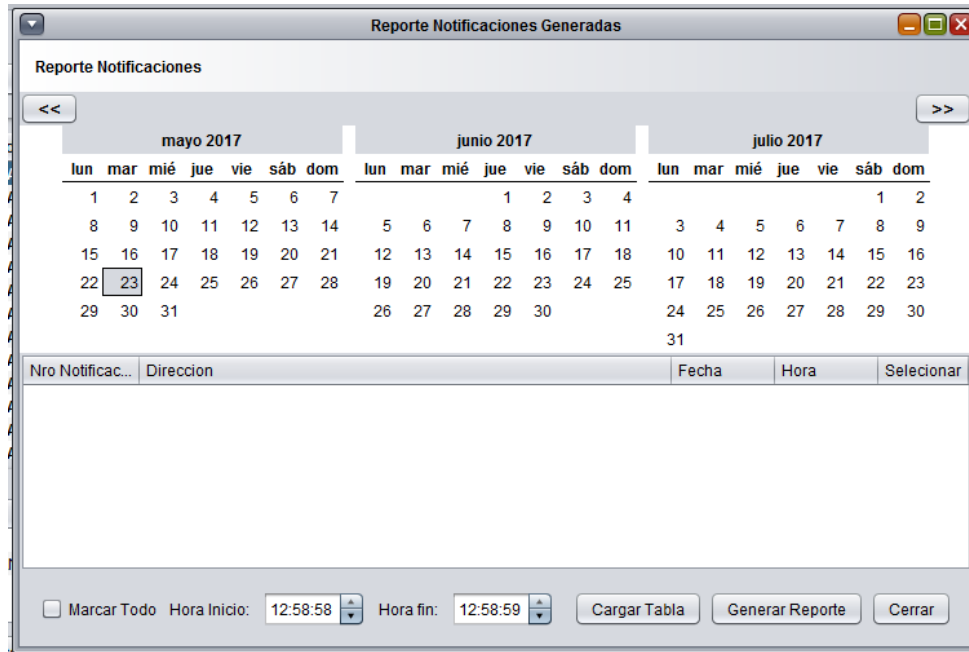 Reporte Notificaciones Generadas
Reporte Notificaciones
<< >>
mayo 2017 junio 2017 julio 2017
lun mar mié jue vie sáb dom lun mar mié jue vie sáb dom lun mar mié jue vie sáb dom
1 2 3 4 5 6 7 1 2 3 4 1 2
8 9 10 11 12 13 14 5 6 7 8 9 10 11 3 4 5 6 7 8 9
15 16 17 18 19 20 21 12 13 14 15 16 17 18 10 11 12 13 14 15 16
22 23 24 25 26 27 28 19 20 21 22 23 24 25 17 18 19 20 21 22 23
29 30 31 26 27 28 29 30 24 25 26 27 28 29 30
31
Nro Notificac... Direccion Fecha Hora Selecionar
Marcar Todo Hora Inicio: 12:58:58 Hora fin: 12:58:59 Cargar Tabla Generar Reporte Cerrar